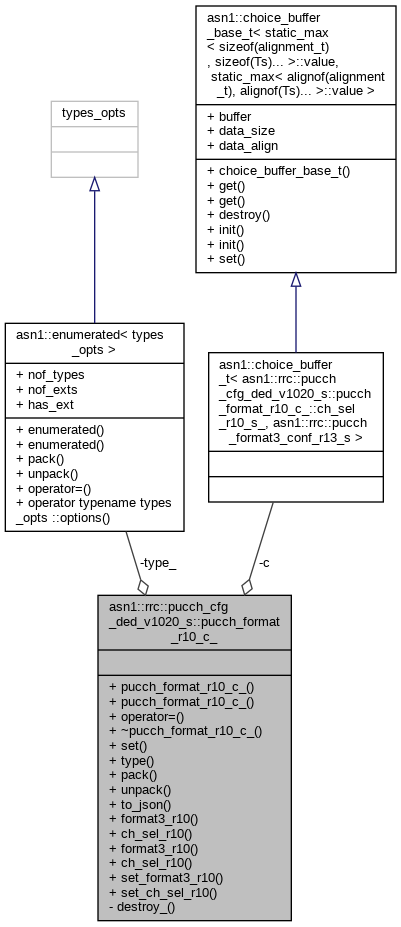 asn1::choice_buffer
_base_t< static_max
< sizeof(alignment_t)
, sizeof(Ts)... >::value,
static_max< alignof(alignment
_t), alignof(Ts)... >::value >
+ buffer
+ data_size
+ data_align
+ choice_buffer_base_t()
+ get()
+ get()
+ destroy()
+ init()
+ init()
+ set()
types_opts
asn1::enumerated< types
_opts >
+ nof_types
+ nof_exts
+ has_ext
+ enumerated()
+ enumerated()
+ pack()
+ unpack()
+ operator=()
+ operator typename types
_opts ::options()
asn1::choice_buffer
_t< asn1::rrc::pucch
_cfg_ded_v1020_s::pucch
_format_r10_c_::ch_sel
_r10_s_, asn1::rrc::pucch
_format3_conf_r13_s >
-type_
-c
asn1::rrc::pucch_cfg
_ded_v1020_s::pucch_format
_r10_c_
+ pucch_format_r10_c_()
+ pucch_format_r10_c_()
+ operator=()
+ ~pucch_format_r10_c_()
+ set()
+ type()
+ pack()
+ unpack()
+ to_json()
+ format3_r10()
+ ch_sel_r10()
+ format3_r10()
+ ch_sel_r10()
+ set_format3_r10()
+ set_ch_sel_r10()
- destroy_()